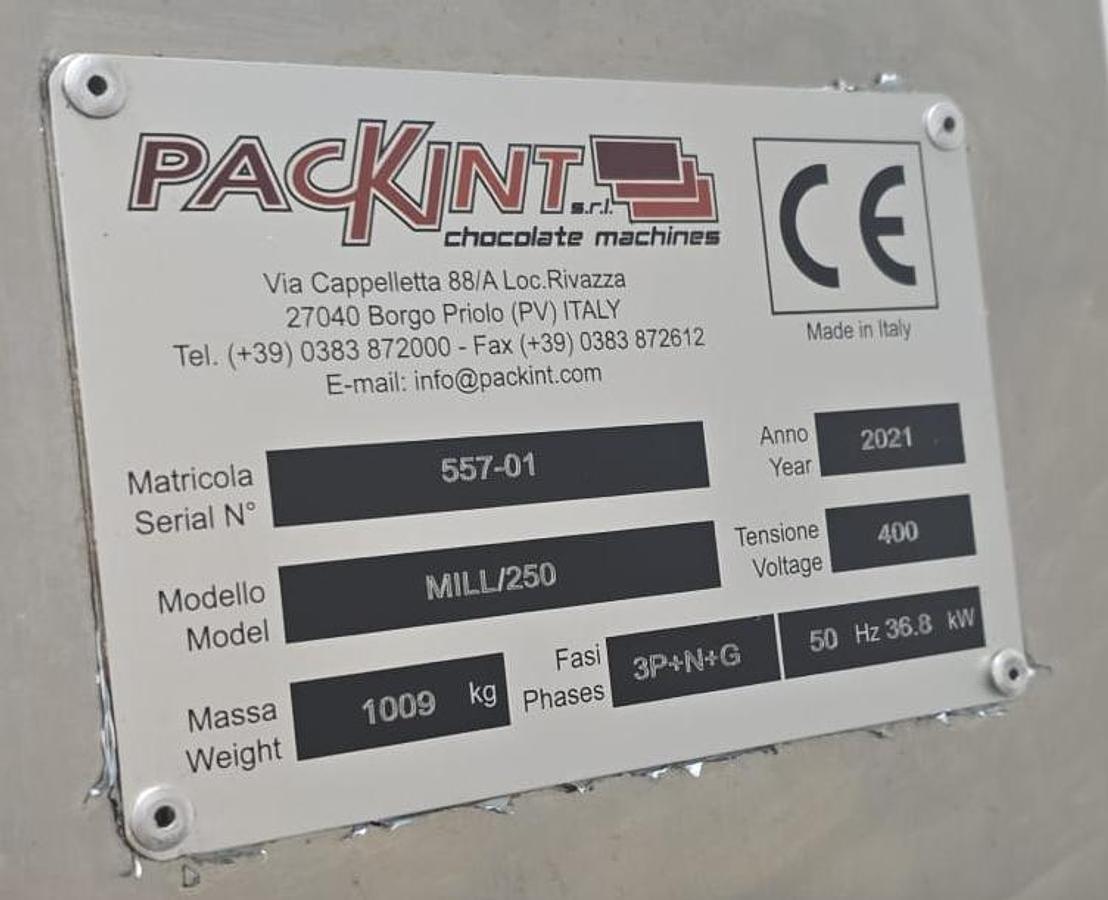 PACKINT s.r.l.
chocolate machines
CE
Made in Italy
Via Cappelletta 88/A Loc.Rivazza
27040 Borgo Priolo (PV) ITALY
Tel. (+39) 0383 872000 - Fax (+39) 0383 872612
E-mail: info@packint.com
Matricola
Serial N° 557-01
Anno
Year 2021
Modello
Model MILL/250
Tensione
Voltage 400
Massa
Weight 1009 kg
Fasi
Phases 3P+N+G 50 Hz 36.8 kW